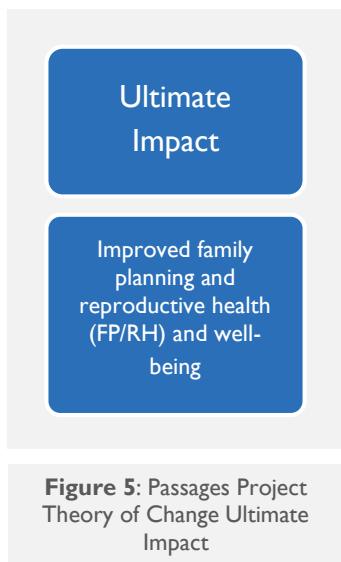 Ultimate
Impact
Improved family
planning and
reproductive health
(FP/RH) and well-
being
Figure 5: Passages Project
Theory of Change Ultimate
Impact